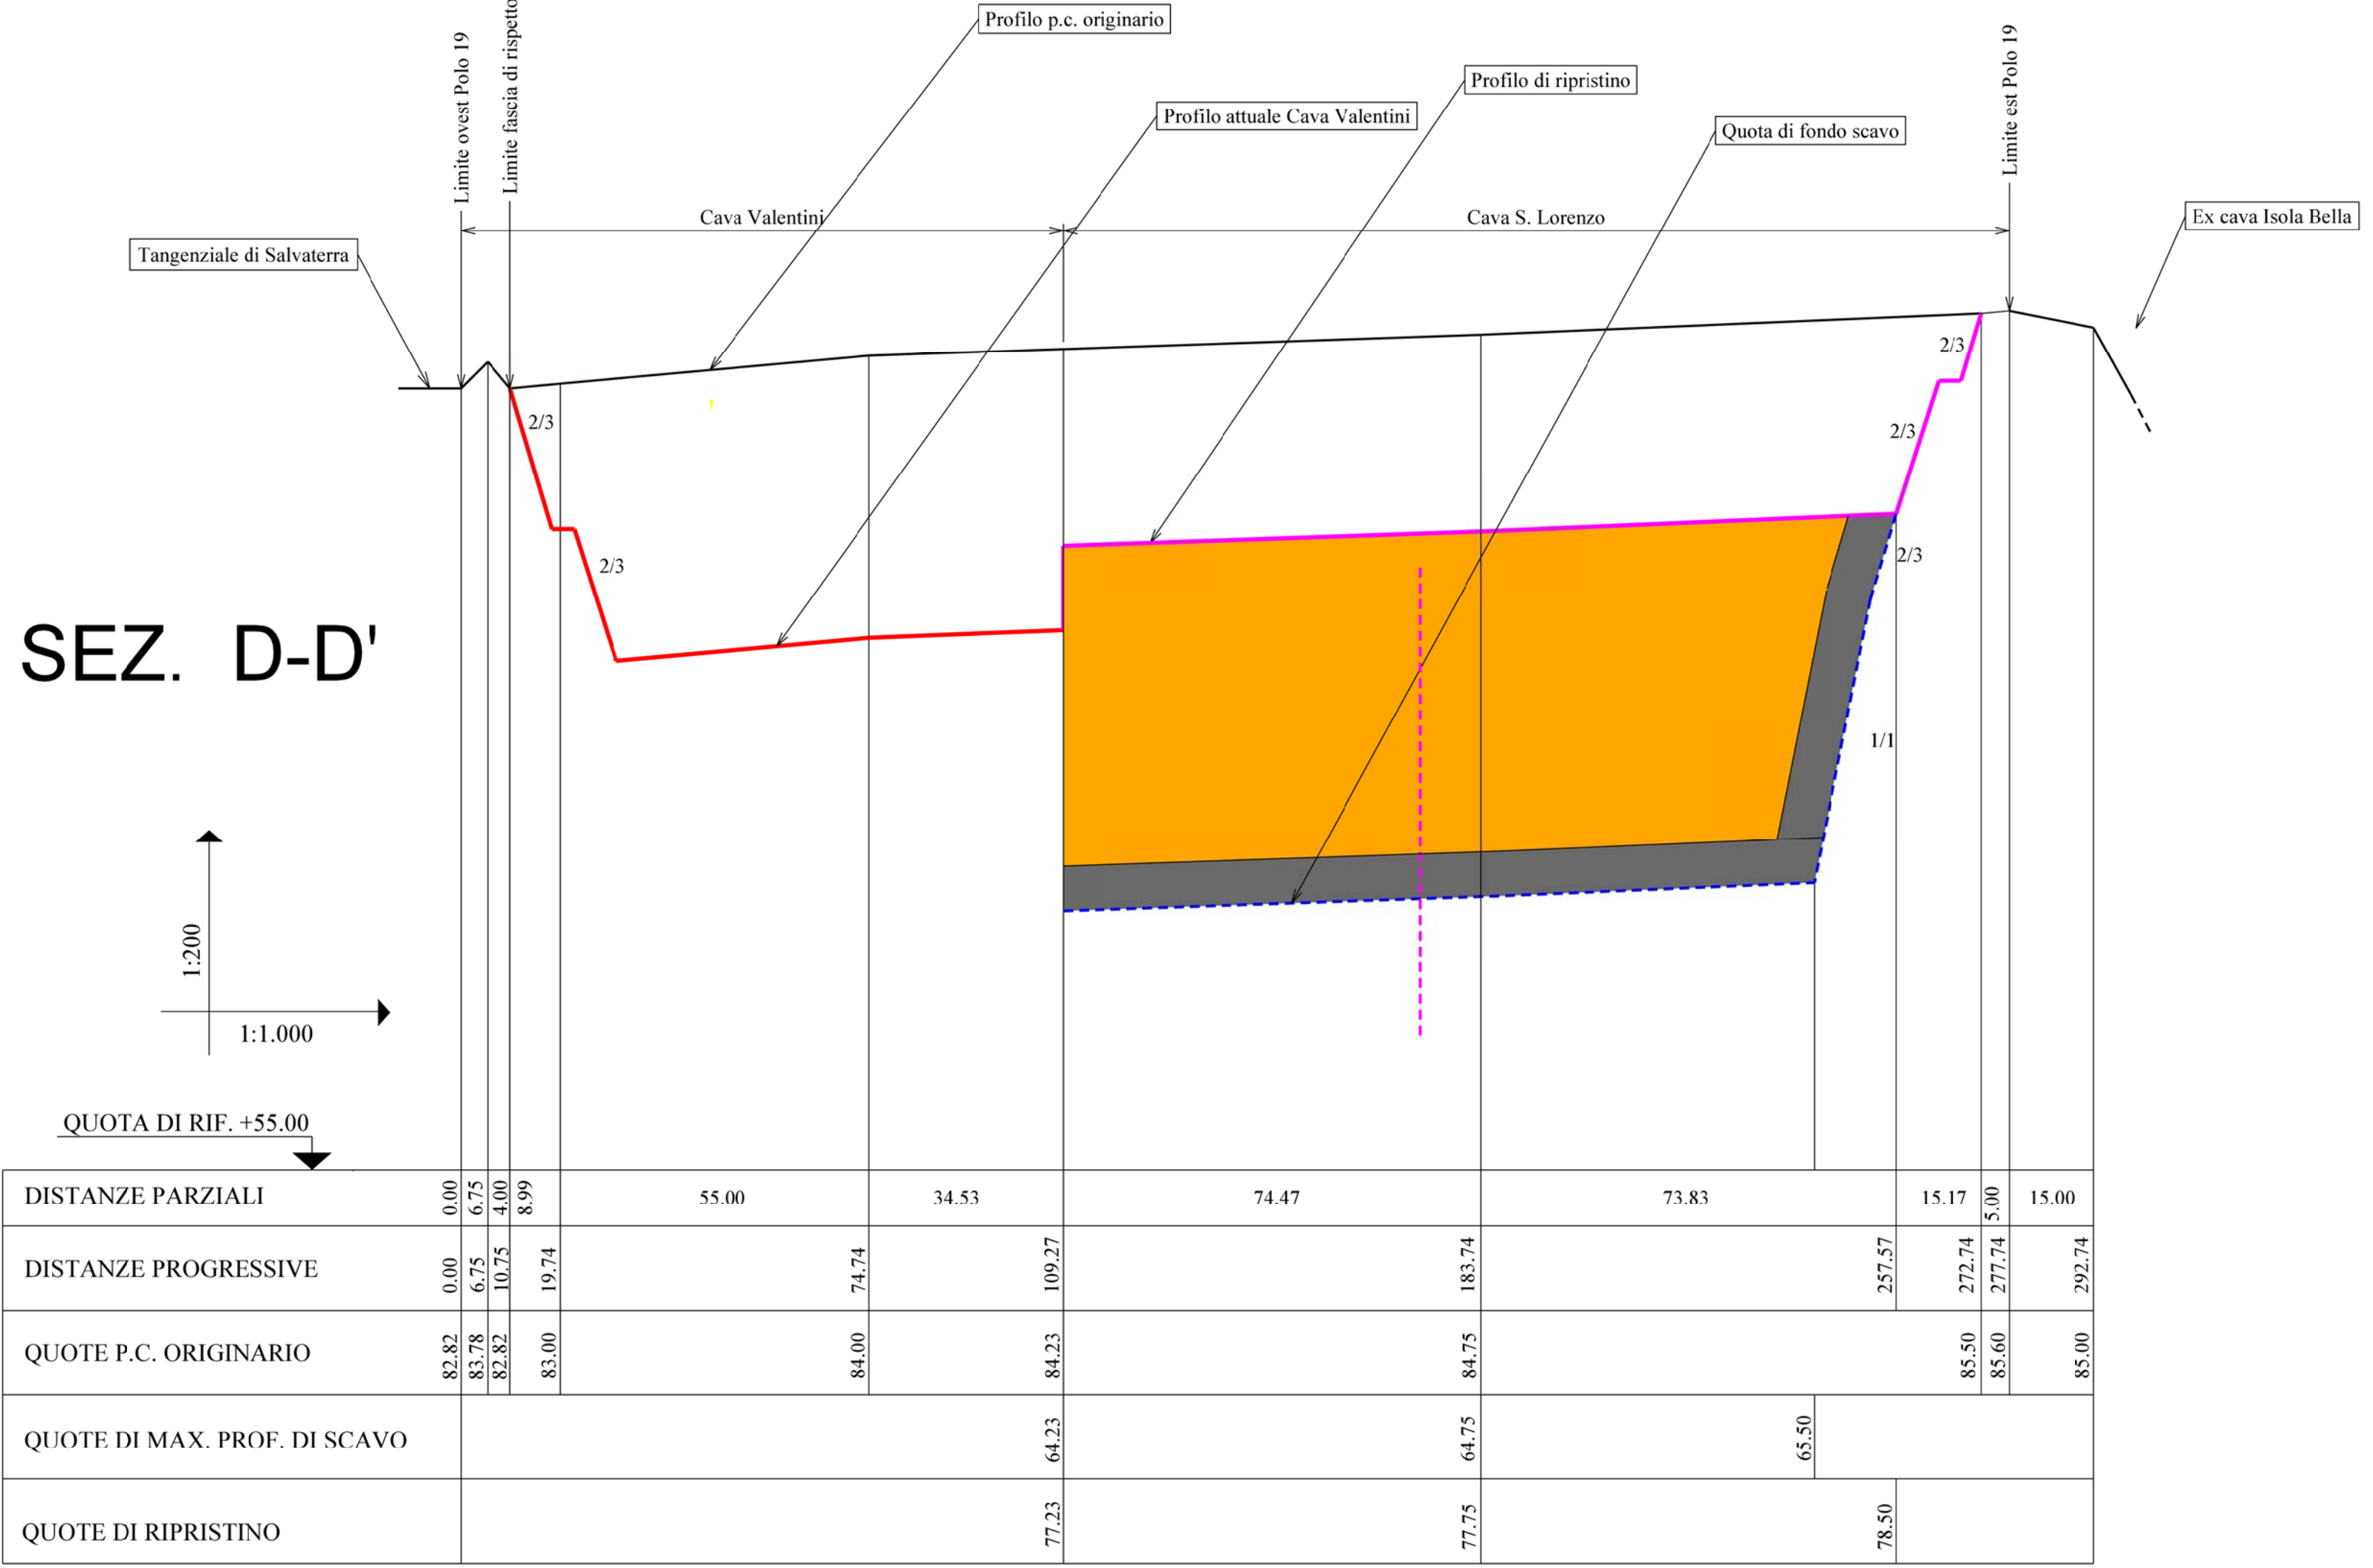 Profilo p.c. originario
Limite ovest Polo 19
Limite fascia di rispetto
Profilo di ripristino
Profilo attuale Cava Valentini
Quota di fondo scavo
Limite est Polo 19
Cava Valentini
Cava S. Lorenzo
Ex cava Isola Bella
Tangenziale di Salvaterra
2/3
2/3
2/3
2/3
2/3
1/1
SEZ. D-D'
1:200
1:1.000
QUOTA DI RIF. +55.00
DISTANZE PARZIALI 0.00 6.75 4.00 8.99 55.00 34.53 74.47 73.83 15.17 5.00 15.00
DISTANZE PROGRESSIVE 0.00 6.75 10.75 19.74 74.74 109.27 183.74 257.57 272.74 277.74 292.74
QUOTE P.C. ORIGINARIO 82.82 83.78 82.82 83.00 84.00 84.23 84.75 85.50 85.60 85.00
QUOTE DI MAX. PROF. DI SCAVO 64.23 64.75 65.50
QUOTE DI RIPRISTINO 77.23 77.75 78.50